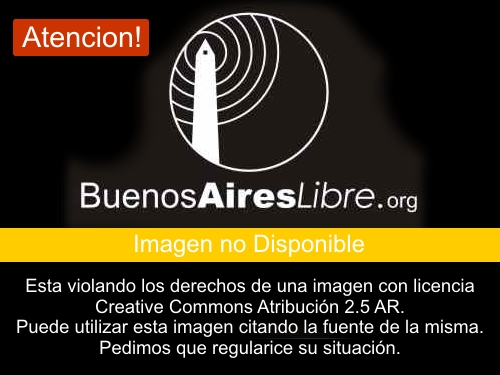 Atencion!
BuenosAiresLibre.org
Imagen no Disponible
Esta violando los derechos de una imagen con licencia
Creative Commons Atribución 2.5 AR.
Puede utilizar esta imagen citando la fuente de la misma.
Pedimos que regularice su situación.